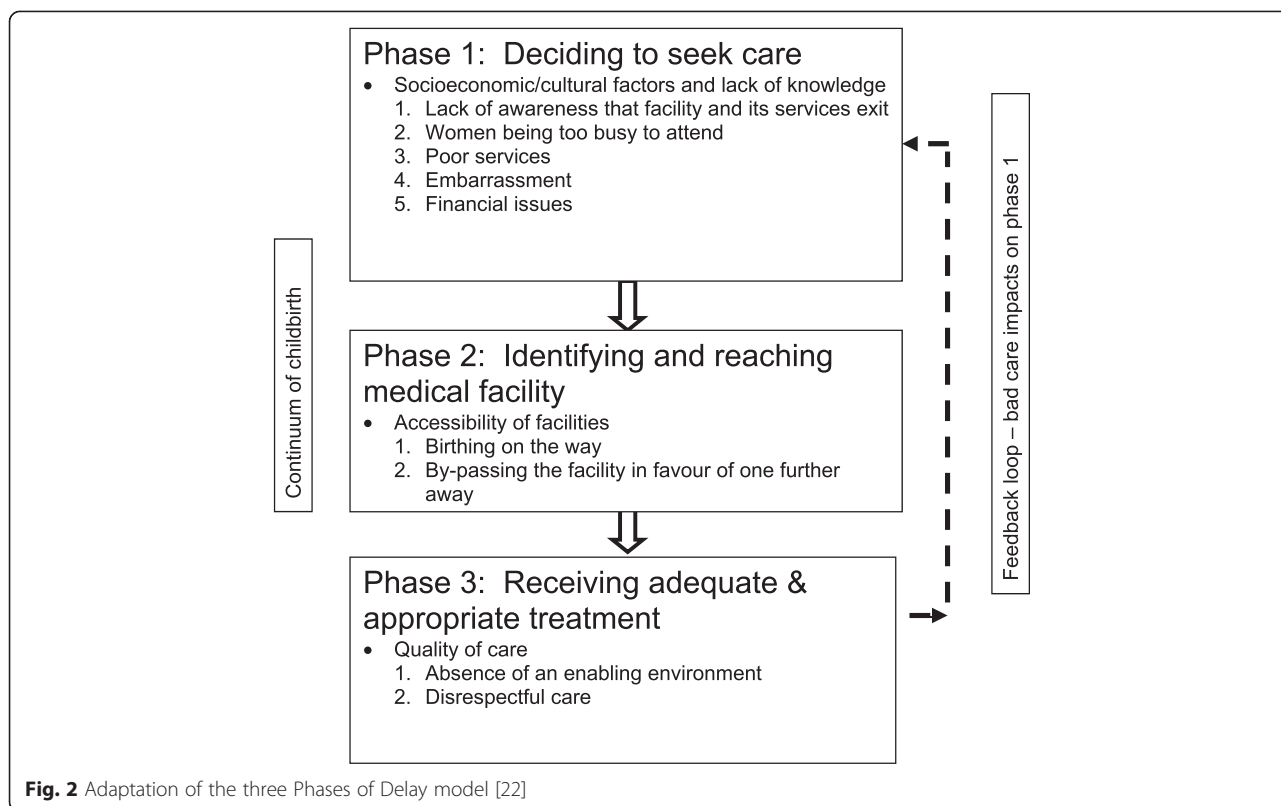 Phase 1: Deciding to seek care
• Socioeconomic/cultural factors and lack of knowledge
1. Lack of awareness that facility and its services exit
2. Women being too busy to attend
3. Poor services
4. Embarrassment
5. Financial issues
Continuum of childbirth
Phase 2: Identifying and reaching
medical facility
• Accessibility of facilities
1. Birthing on the way
2. By-passing the facility in favour of one further
away
Phase 3: Receiving adequate &
appropriate treatment
• Quality of care
1. Absence of an enabling environment
2. Disrespectful care
Feedback loop – bad care impacts on phase 1
Fig. 2 Adaptation of the three Phases of Delay model [22]